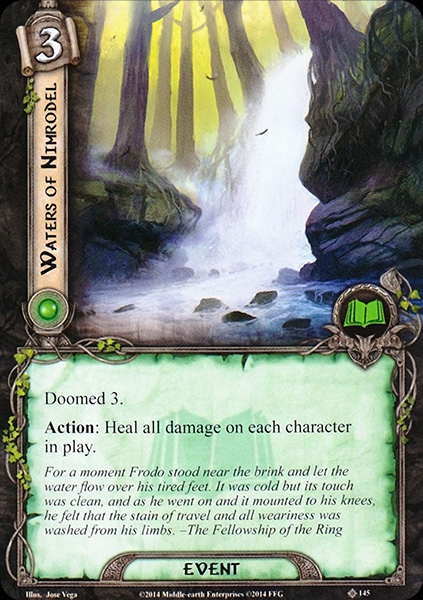 3
Waters of Nimrodel
Doomed 3.
Action: Heal all damage on each character
in play.
For a moment Frodo stood near the brink and let the
water flow over his tired feet. It was cold but its touch
was clean, and as he went on and it mounted to his knees,
he felt that the stain of travel and all weariness was
washed from his limbs. –The Fellowship of the Ring
EVENT
Illus. Jose Vega
©2014 Middle-earth Enterprises ©2014 FFG
145